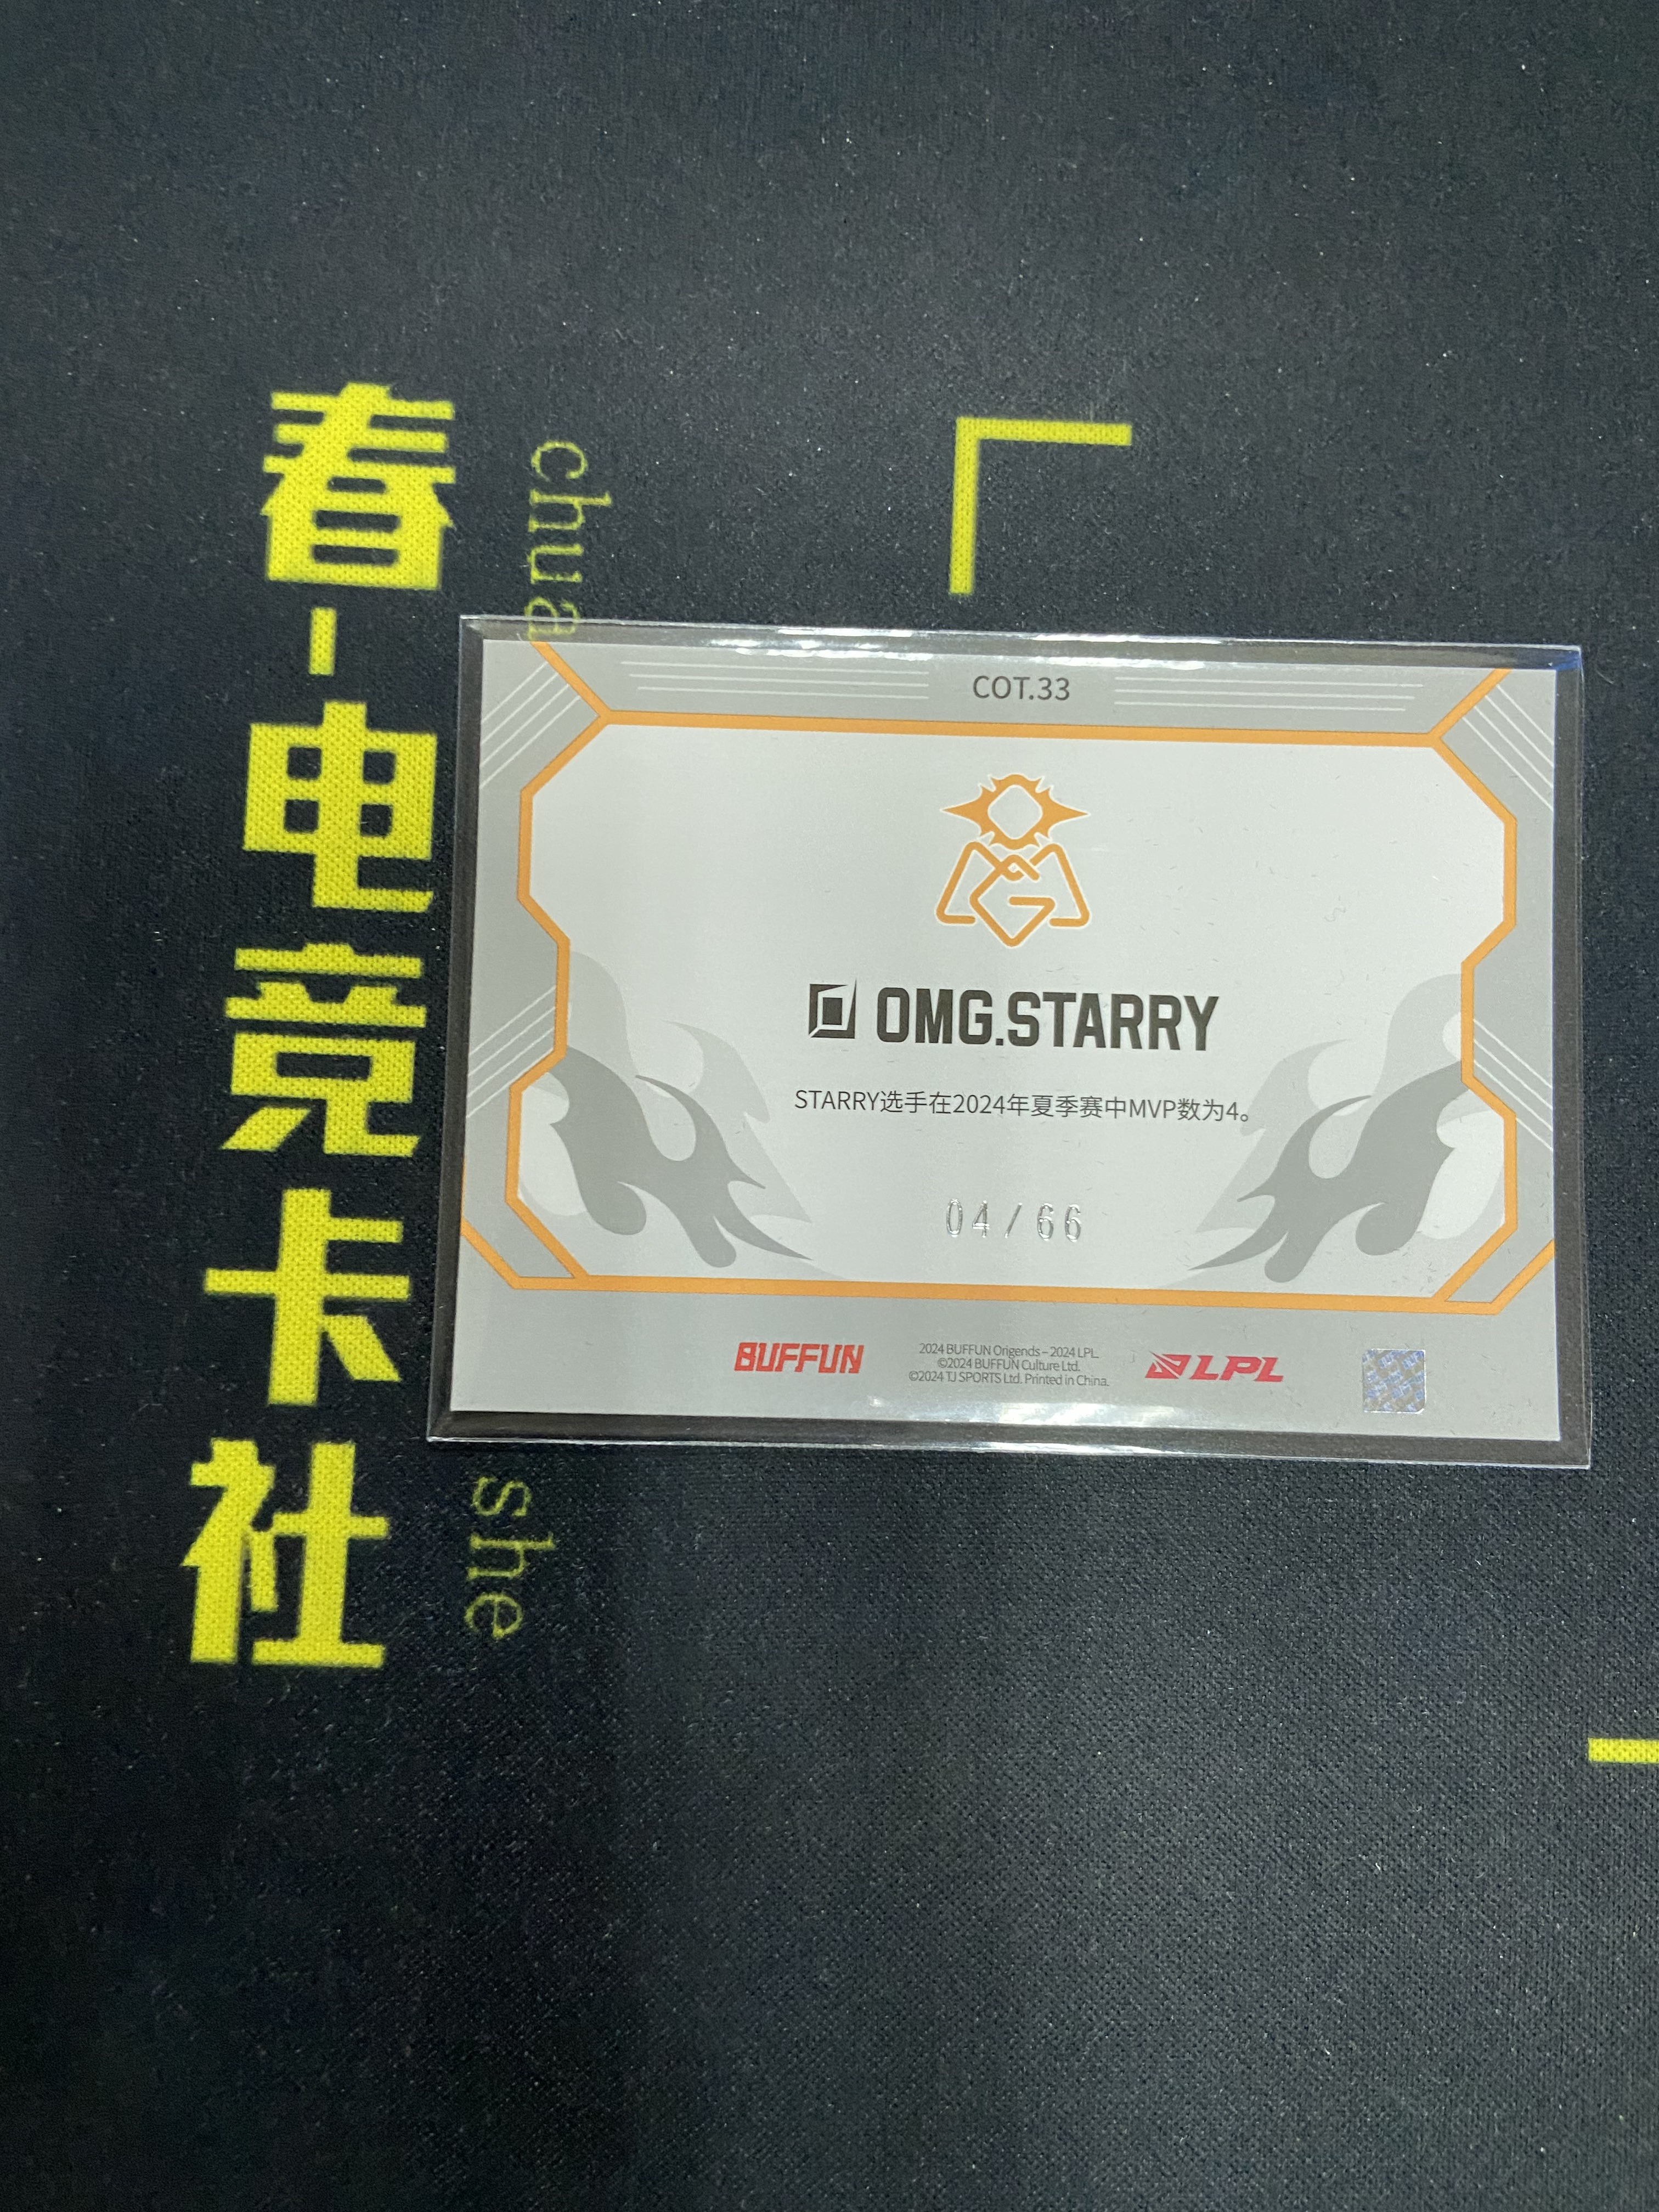 春-电竞卡社
chua
she
COT.33
OMG
OMG.STARRY
STARRY选手在2024年夏季赛中MVP数为4。
04/66
BUFFUN
2024 BUFFUN Origends – 2024 LPL.
©2024 BUFFUN Culture Ltd.
©2024 TJ SPORTS Ltd. Printed in China.
LPL